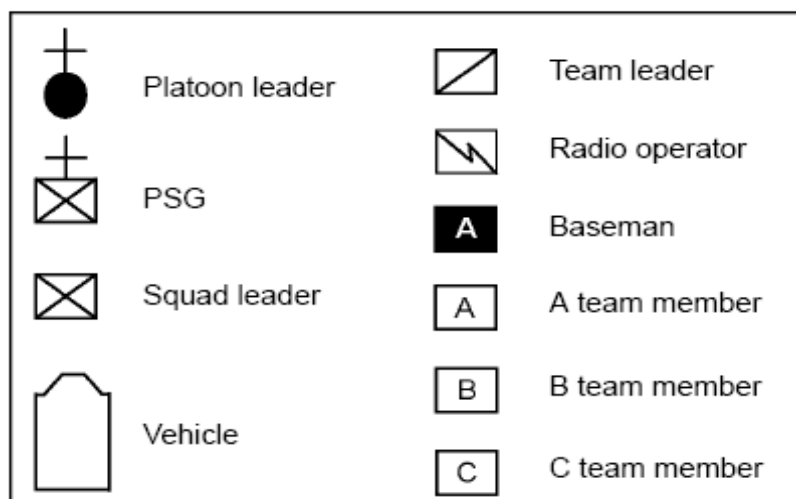 Platoon leader
PSG
Squad leader
Vehicle
Team leader
Radio operator
A Baseman
A A team member
B B team member
C C team member